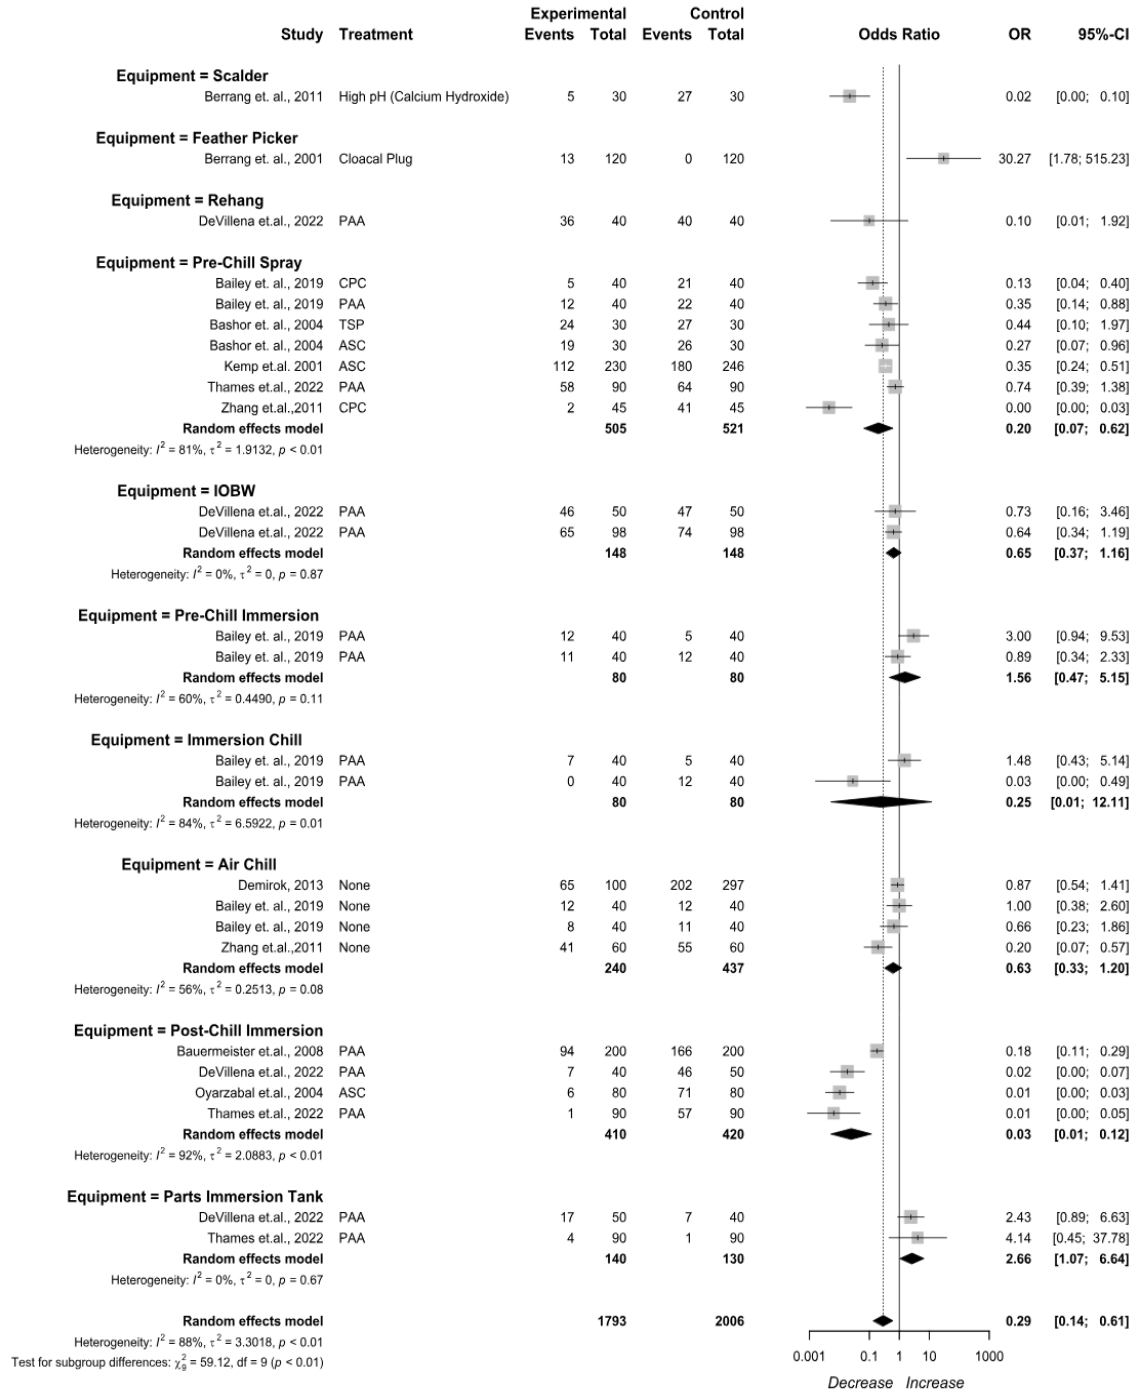 Experimental Control
Study Treatment Events Total Events Total Odds Ratio OR 95%-CI
Equipment = Scalder
Berrang et. al., 2011 High pH (Calcium Hydroxide) 5 30 27 30 0.02 [0.00; 0.10]
Equipment = Feather Picker
Berrang et. al., 2001 Cloacal Plug 13 120 0 120 30.27 [1.78; 515.23]
Equipment = Rehang
DeVillena et.al., 2022 PAA 36 40 40 40 0.10 [0.01; 1.92]
Equipment = Pre-Chill Spray
Bailey et. al., 2019 CPC 5 40 21 40 0.13 [0.04; 0.40]
Bailey et. al., 2019 PAA 12 40 22 40 0.35 [0.14; 0.88]
Bashor et. al., 2004 TSP 24 30 27 30 0.44 [0.10; 1.97]
Bashor et. al., 2004 ASC 19 30 26 30 0.27 [0.07; 0.96]
Kemp et.al. 2001 ASC 112 230 180 246 0.35 [0.24; 0.51]
Thames et.al., 2022 PAA 58 90 64 90 0.74 [0.39; 1.38]
Zhang et.al.,2011 CPC 2 45 41 45 0.00 [0.00; 0.03]
Random effects model 505 521 0.20 [0.07; 0.62]
Heterogeneity: I² = 81%, τ² = 1.9132, p < 0.01
Equipment = IOBW
DeVillena et.al., 2022 PAA 46 50 47 50 0.73 [0.16; 3.46]
DeVillena et.al., 2022 PAA 65 98 74 98 0.64 [0.34; 1.19]
Random effects model 148 148 0.65 [0.37; 1.16]
Heterogeneity: I² = 0%, τ² = 0, p = 0.87
Equipment = Pre-Chill Immersion
Bailey et. al., 2019 PAA 12 40 5 40 3.00 [0.94; 9.53]
Bailey et. al., 2019 PAA 11 40 12 40 0.89 [0.34; 2.33]
Random effects model 80 80 1.56 [0.47; 5.15]
Heterogeneity: I² = 60%, τ² = 0.4490, p = 0.11
Equipment = Immersion Chill
Bailey et. al., 2019 PAA 7 40 5 40 1.48 [0.43; 5.14]
Bailey et. al., 2019 PAA 0 40 12 40 0.03 [0.00; 0.49]
Random effects model 80 80 0.25 [0.01; 12.11]
Heterogeneity: I² = 84%, τ² = 6.5922, p = 0.01
Equipment = Air Chill
Demirok, 2013 None 65 100 202 297 0.87 [0.54; 1.41]
Bailey et. al., 2019 None 12 40 12 40 1.00 [0.38; 2.60]
Bailey et. al., 2019 None 8 40 11 40 0.66 [0.23; 1.86]
Zhang et.al.,2011 None 41 60 55 60 0.20 [0.07; 0.57]
Random effects model 240 437 0.63 [0.33; 1.20]
Heterogeneity: I² = 56%, τ² = 0.2513, p = 0.08
Equipment = Post-Chill Immersion
Bauermeister et.al., 2008 PAA 94 200 166 200 0.18 [0.11; 0.29]
DeVillena et.al., 2022 PAA 7 40 46 50 0.02 [0.00; 0.07]
Oyarzabal et.al., 2004 ASC 6 80 71 80 0.01 [0.00; 0.03]
Thames et.al., 2022 PAA 1 90 57 90 0.01 [0.00; 0.05]
Random effects model 410 420 0.03 [0.01; 0.12]
Heterogeneity: I² = 92%, τ² = 2.0883, p < 0.01
Equipment = Parts Immersion Tank
DeVillena et.al., 2022 PAA 17 50 7 40 2.43 [0.89; 6.63]
Thames et.al., 2022 PAA 4 90 1 90 4.14 [0.45; 37.78]
Random effects model 140 130 2.66 [1.07; 6.64]
Heterogeneity: I² = 0%, τ² = 0, p = 0.67
Random effects model 1793 2006 0.29 [0.14; 0.61]
Heterogeneity: I² = 88%, τ² = 3.3018, p < 0.01
Test for subgroup differences: χ²₉ = 59.12, df = 9 (p < 0.01)
0.001 0.1 1 10 1000
Decrease Increase